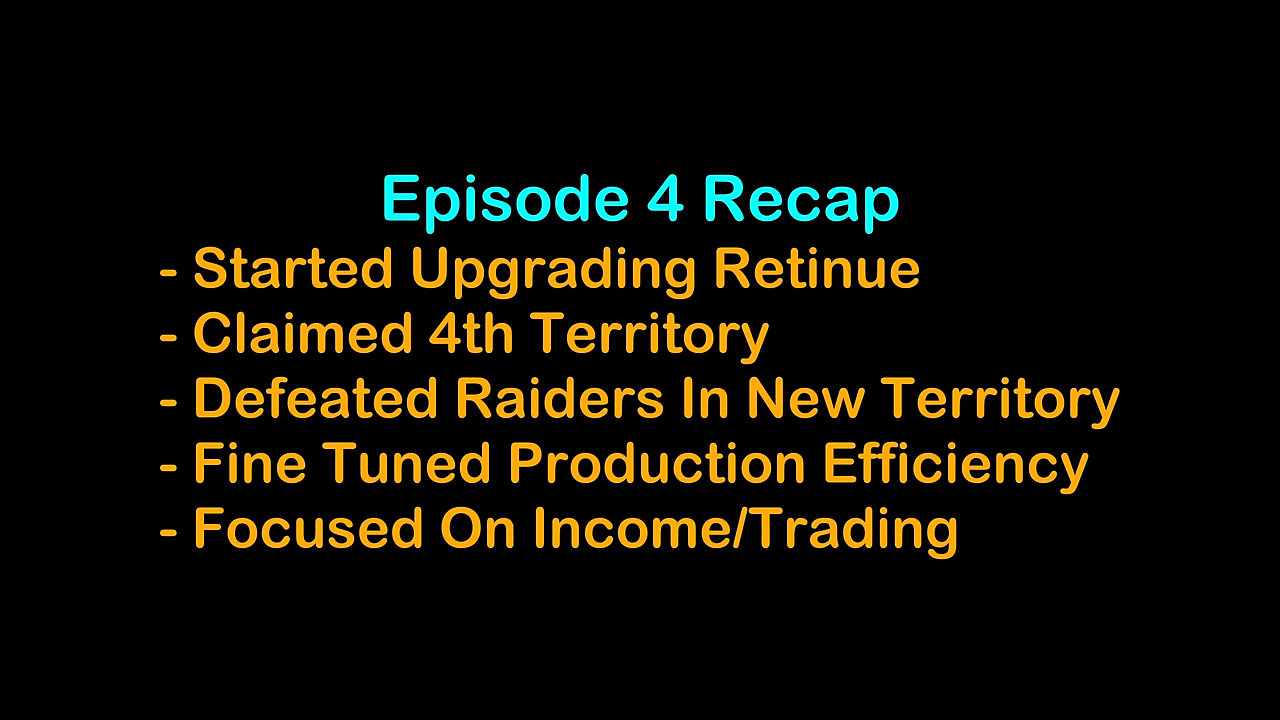 Episode 4 Recap
- Started Upgrading Retinue
- Claimed 4th Territory
- Defeated Raiders In New Territory
- Fine Tuned Production Efficiency
- Focused On Income/Trading